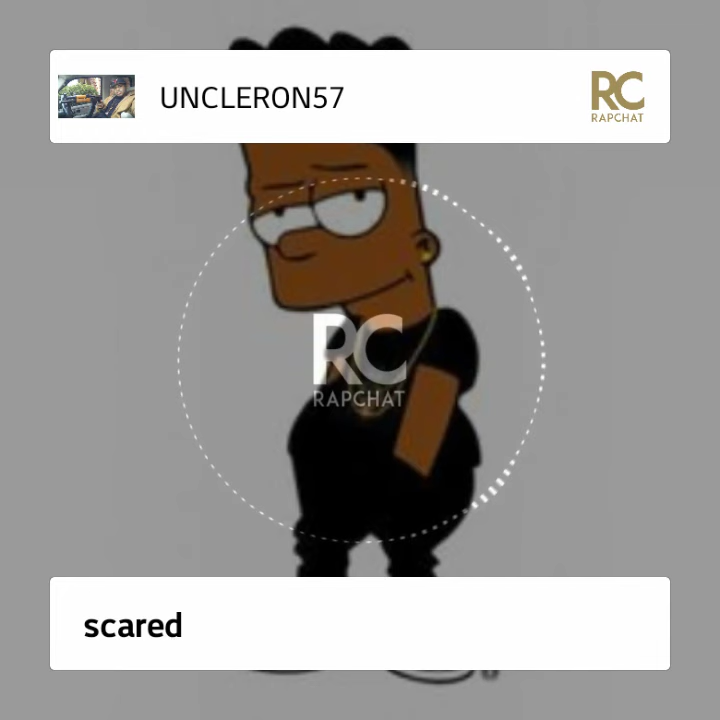 UNCLERON57
RC
RAPCHAT
RC
RAPCHAT
scared